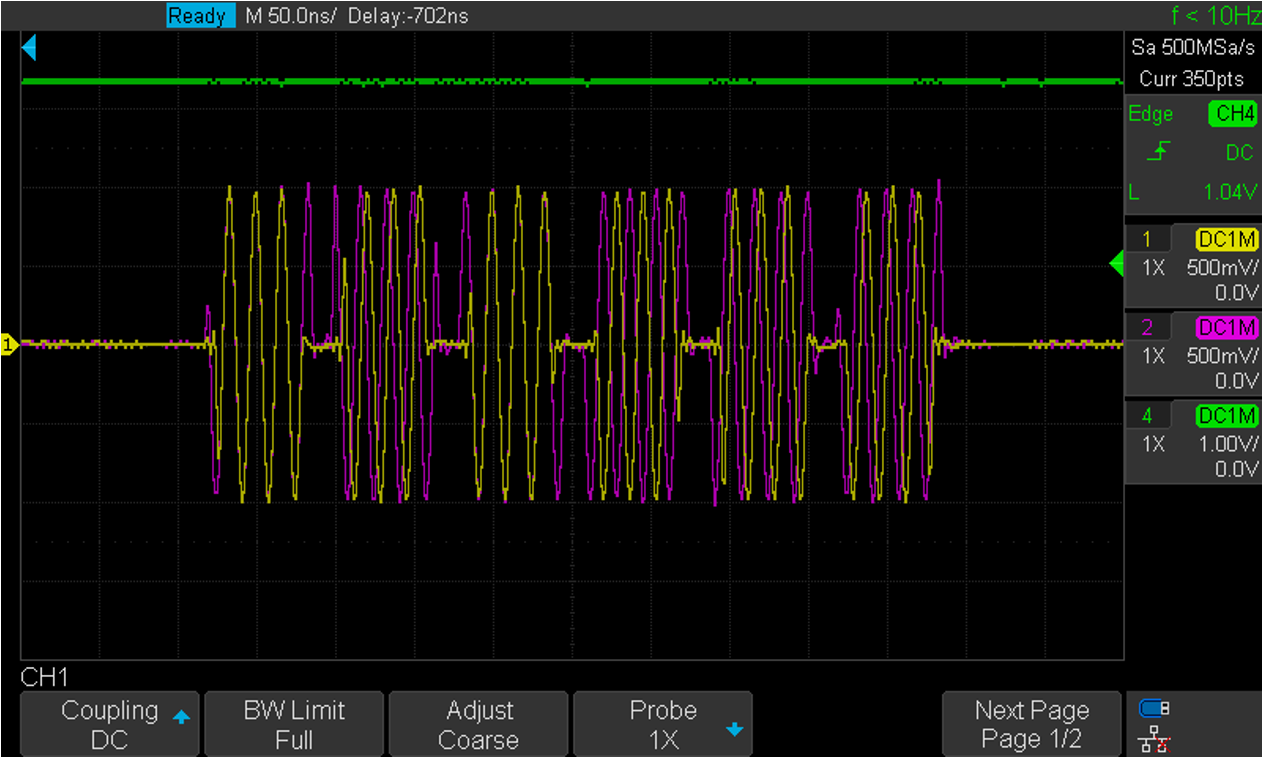 Ready M 50.0ns/ Delay:-702ns f < 10Hz
Sa 500MSa/s
Curr 350pts
Edge CH4
DC
L 1.04V
1 DC1M
1X 500mV/
0.0V
2 DC1M
1X 500mV/
0.0V
4 DC1M
1X 1.00V/
0.0V
1
CH1
Coupling
DC
BW Limit
Full
Adjust
Coarse
Probe
1X
Next Page
Page 1/2